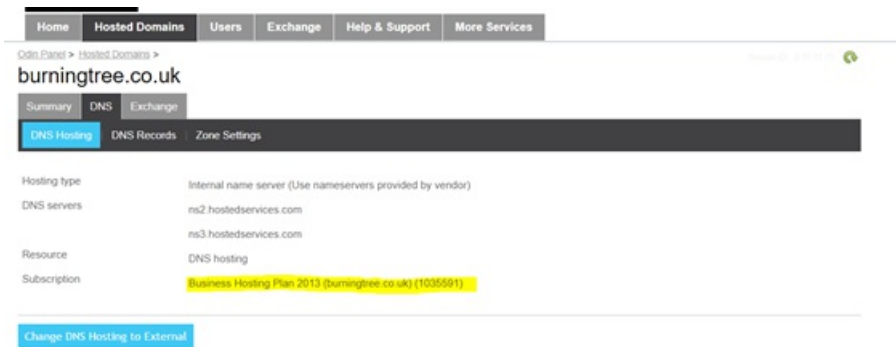 Home Hosted Domains Users Exchange Help & Support More Services
Odin Panel > Hosted Domains >
burningtree.co.uk
Summary DNS Exchange
DNS Hosting DNS Records Zone Settings
Hosting type Internal name server (Use nameservers provided by vendor)
DNS servers ns2.hostedservices.com
ns3.hostedservices.com
Resource DNS hosting
Subscription Business Hosting Plan 2013 (burningtree.co.uk) (1035591)
Change DNS Hosting to External